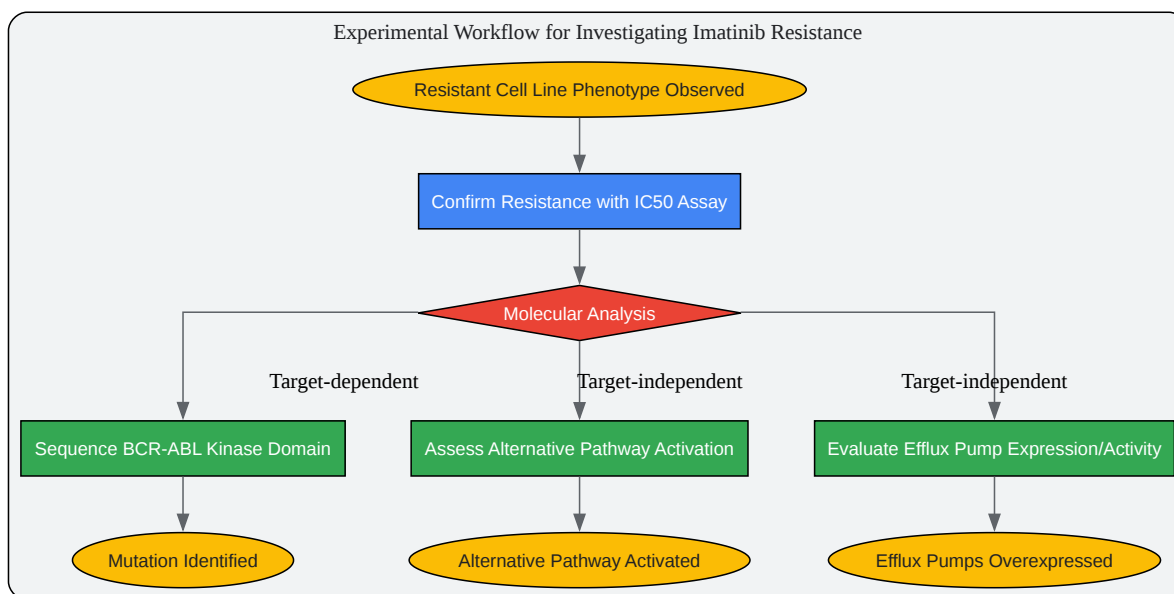 Experimental Workflow for Investigating Imatinib Resistance
Resistant Cell Line Phenotype Observed
Confirm Resistance with IC50 Assay
Molecular Analysis
Target-dependent
Target-independent
Target-independent
Sequence BCR-ABL Kinase Domain
Assess Alternative Pathway Activation
Evaluate Efflux Pump Expression/Activity
Mutation Identified
Alternative Pathway Activated
Efflux Pumps Overexpressed